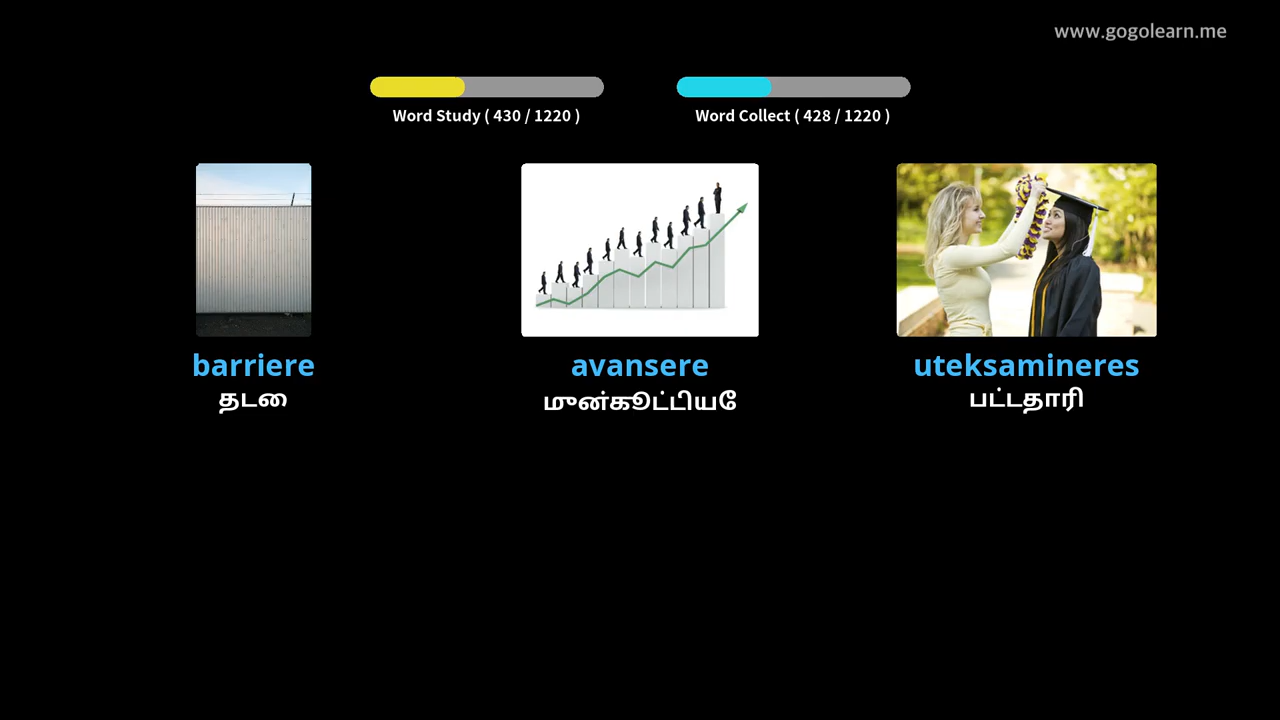 www.gogolearn.me
Word Study ( 430 / 1220 )
Word Collect ( 428 / 1220 )
barriere
avansere
uteksamineres
தடை
முன்கூட்டியே
பட்டதாரி